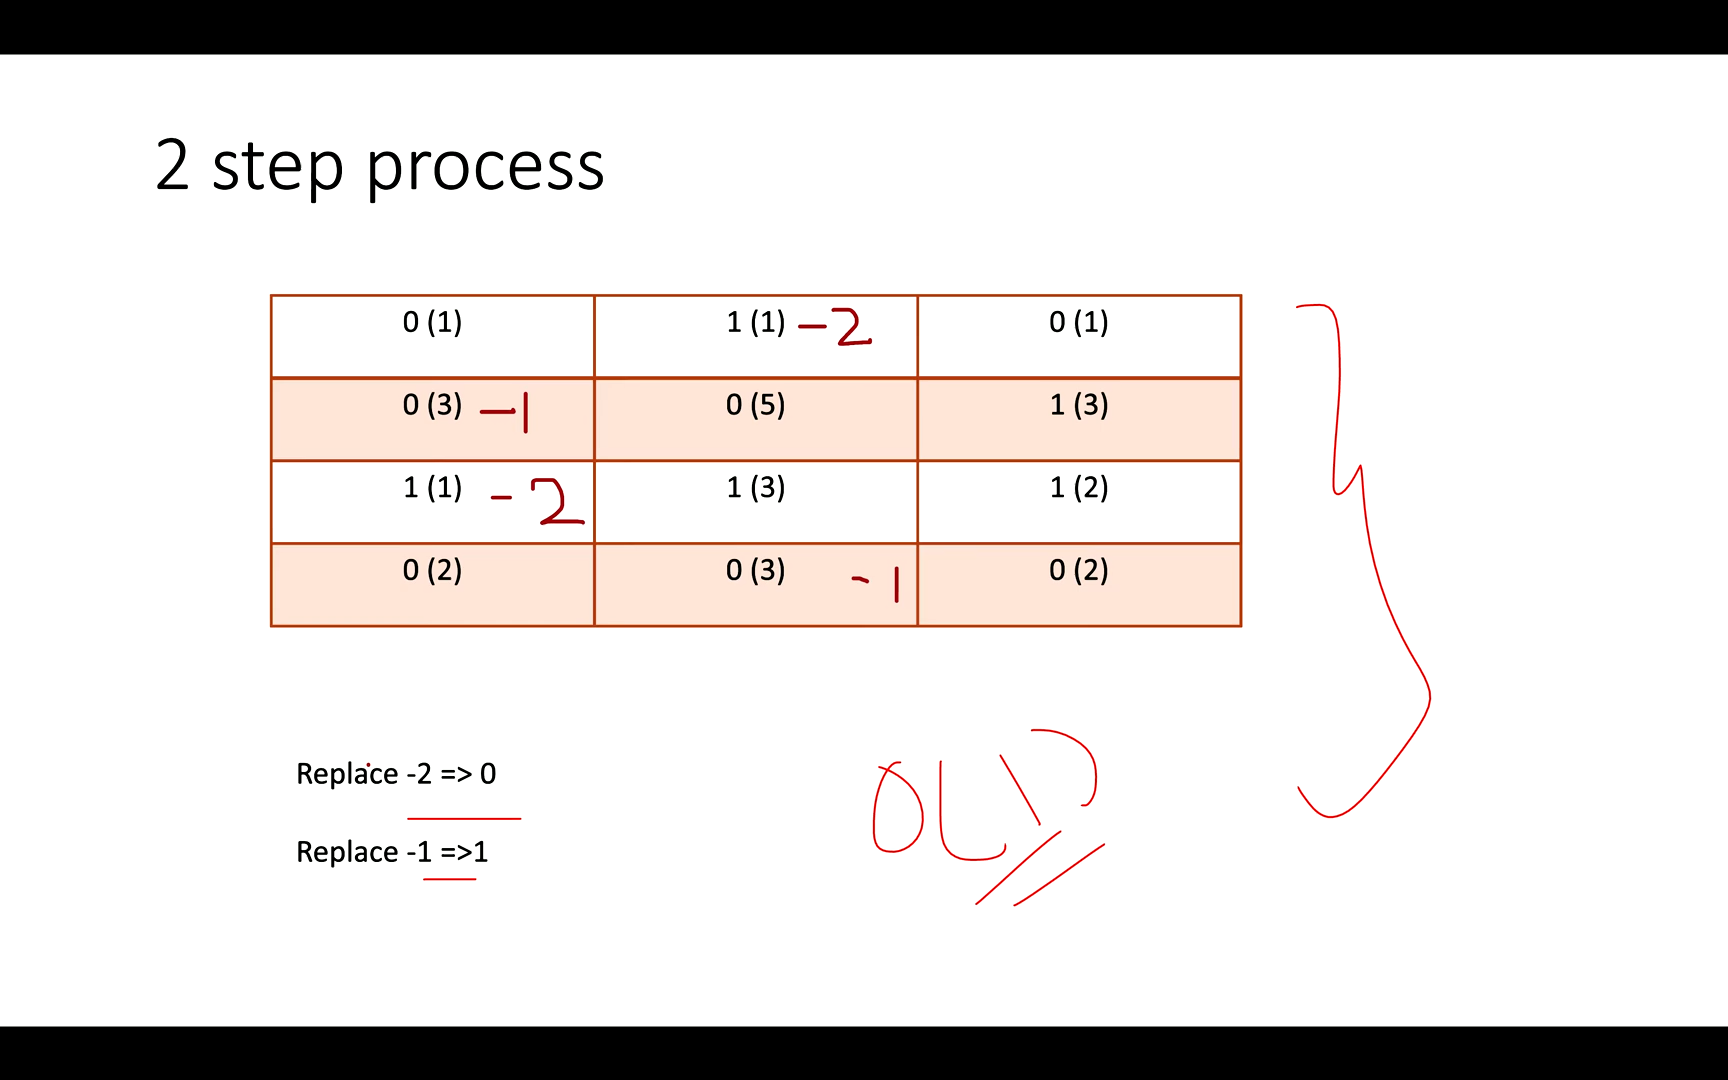 2 step process
0 (1) 1 (1) -2 0 (1)
0 (3) -1 0 (5) 1 (3)
1 (1) - 2 1 (3) 1 (2)
0 (2) 0 (3) - 1 0 (2)
Replace -2 => 0
Replace -1 =>1
OLD